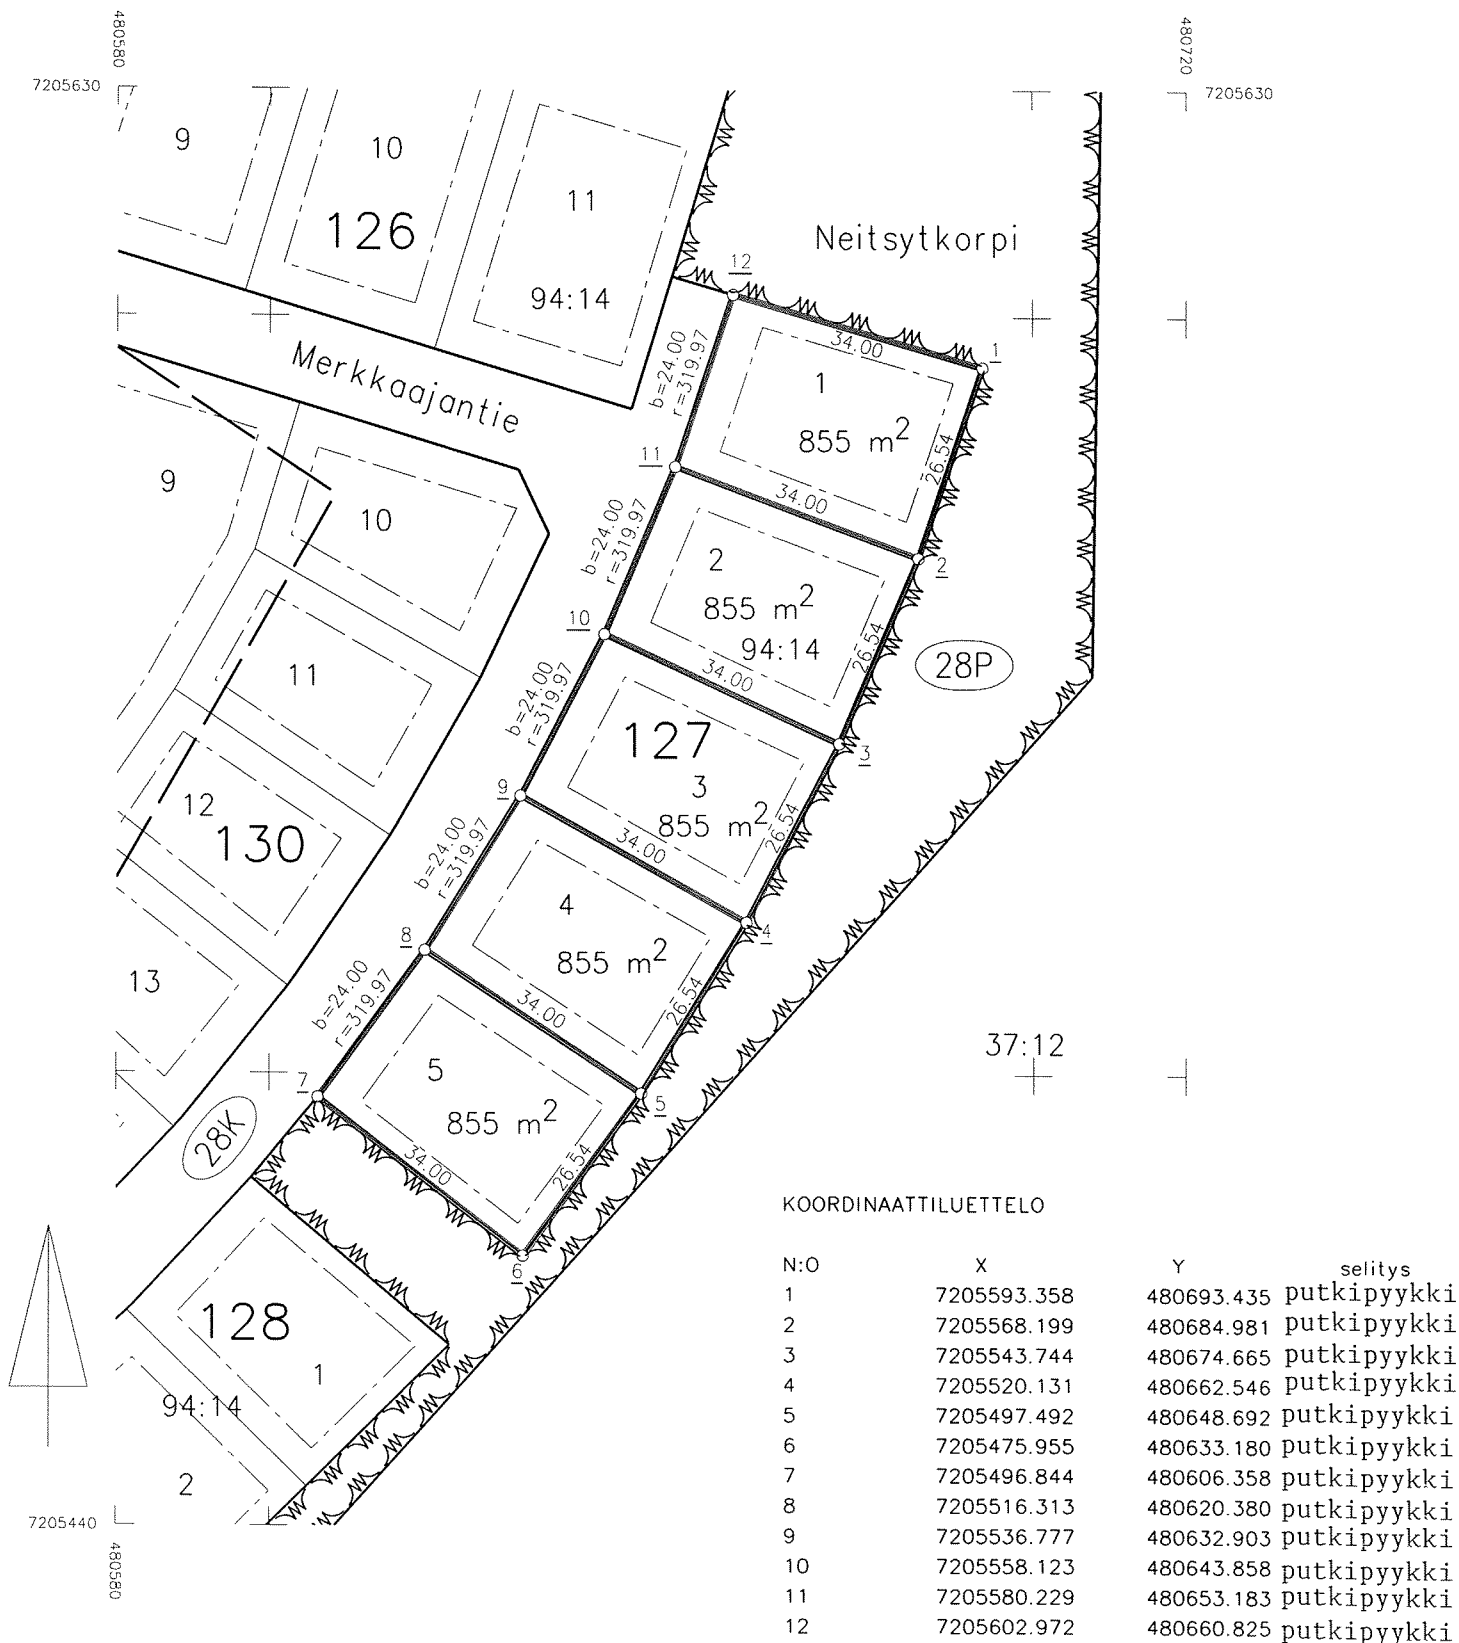 480580
480720
7205630
7205630
9
10
11
126
94:14
Neitsytkorpi
12
Merkkaajantie
b=24.00
r=319.97
34.00
1
1
855 m2
26.54
11
9
10
b=24.00
r=319.97
34.00
2
2
855 m2
94:14
26.54
10
28P
11
b=24.00
r=319.97
34.00
127
3
3
855 m2
26.54
9
12
130
b=24.00
r=319.97
34.00
4
4
855 m2
26.54
8
13
b=24.00
r=319.97
34.00
37:12
5
5
855 m2
7
28K
34.00
26.54
6
128
1
94:14
2
7205440
480580
KOORDINAATTILUETTELO
N:O X Y selitys
1 7205593.358 480693.435 putkipyykki
2 7205568.199 480684.981 putkipyykki
3 7205543.744 480674.665 putkipyykki
4 7205520.131 480662.546 putkipyykki
5 7205497.492 480648.692 putkipyykki
6 7205475.955 480633.180 putkipyykki
7 7205496.844 480606.358 putkipyykki
8 7205516.313 480620.380 putkipyykki
9 7205536.777 480632.903 putkipyykki
10 7205558.123 480643.858 putkipyykki
11 7205580.229 480653.183 putkipyykki
12 7205602.972 480660.825 putkipyykki